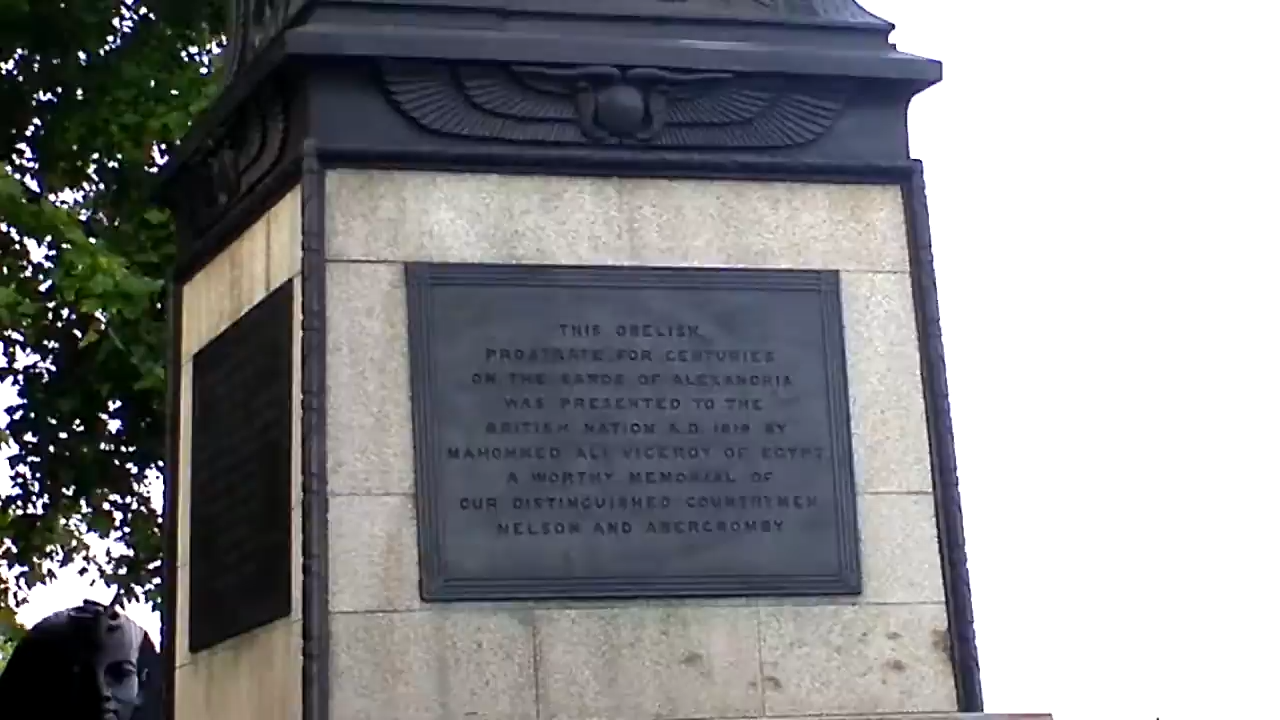 THIS OBELISK
PROSTRATE FOR CENTURIES
ON THE SANDS OF ALEXANDRIA
WAS PRESENTED TO THE
BRITISH NATION A.D. 1819 BY
MAHOMMED ALI VICEROY OF EGYPT
A WORTHY MEMORIAL OF
OUR DISTINGUISHED COUNTRYMEN
NELSON AND ABERCROMBY